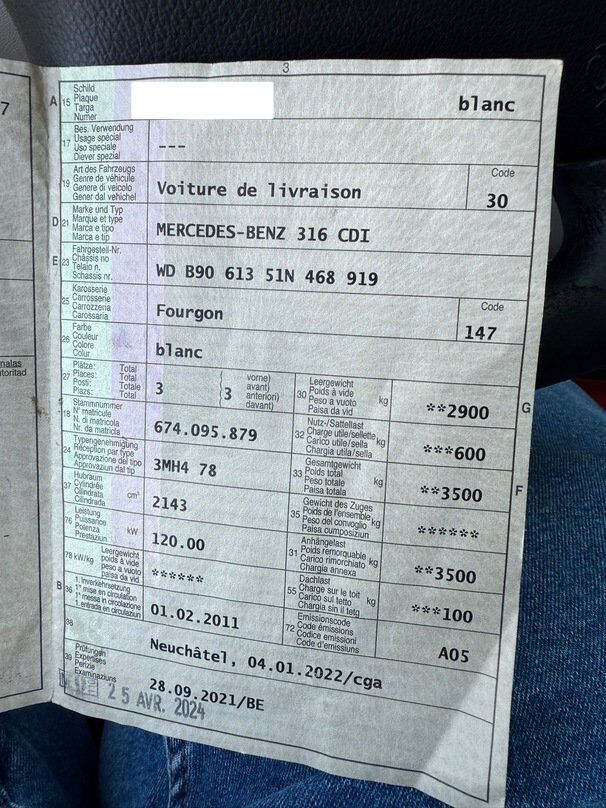 3
7
A 15 Schild
Plaque
Targa
Numer
blanc
17 Bes. Verwendung
Usage spécial
Uso speciale
Diever spezial
---
19 Art des Fahrzeugs
Genre de véhicule
Genere di veicolo
Gener dal vehichel
Voiture de livraison
Code
30
D 21 Marke und Typ
Marque et type
Marca e tipo
Marca e tip
MERCEDES-BENZ 316 CDI
E 23 Fahrgestell-Nr.
Châssis no
Telaio n.
Schassis nr.
WD B90 613 51N 468 919
25 Karosserie
Carrosserie
Carrozzeria
Carossaria
Fourgon
Code
147
26 Farbe
Couleur
Colore
Colur
blanc
27 Plätze: Total
Places: Total
Posti: Totale
Plazs: Total
3
vorne)
avant)
anteriori)
davant)
3
30 Leergewicht
Poids à vide
Peso a vuoto
Paisa da vid
kg
**2900
G
18 Stammnummer
N° matricule
N. di matricola
Nr. da matricla
674.095.879
32 Nutz-/Sattellast
Charge utile/sellette
Carico utile/sella
Chargia utila/sella
kg
***600
24 Typengenehmigung
Réception par type
Approvazione del tipo
Approvaziun dal tip
3MH4 78
33 Gesamtgewicht
Poids total
Peso totale
Paisa totala
kg
**3500
F
37 Hubraum
Cylindrée
Cilindrata
Cilindrada
cm³
2143
35 Gewicht des Zuges
Poids de l'ensemble
Peso del convoglio
Paisa cumposiziun
kg
******
76 Leistung
Puissance
Potenza
Prestaziun
kW
120.00
31 Anhängelast
Poids remorquable
Carico rimorchiato
Chargia annexa
kg
**3500
78 kW/kg Leergewicht
poids à vide
peso a vuoto
paisa da vid
******
55 Dachlast
Charge sur le toit
Carico sul tetto
Chargia sin il tetg
kg
***100
B 36 1. Inverkehrsetzung
1re mise en circulation
1a messa in circolazione
1. entrada en circulaziun
01.02.2011
72 Emissionscode
Code émissions
Codice emissioni
Code d'emissiuns
A05
38
Neuchâtel, 04.01.2022/cga
39 Prüfungen
Expertises
Perizie
Examinaziuns
28.09.2021/BE
25 AVR. 2024